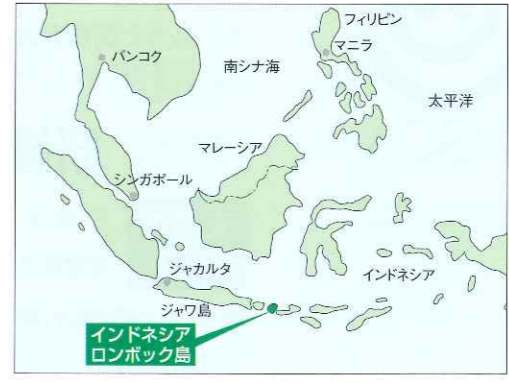 フィリピン
マニラ
バンコク
南シナ海
太平洋
マレーシア
シンガポール
ジャカルタ
インドネシア
ジャワ島
インドネシア
ロンボック島